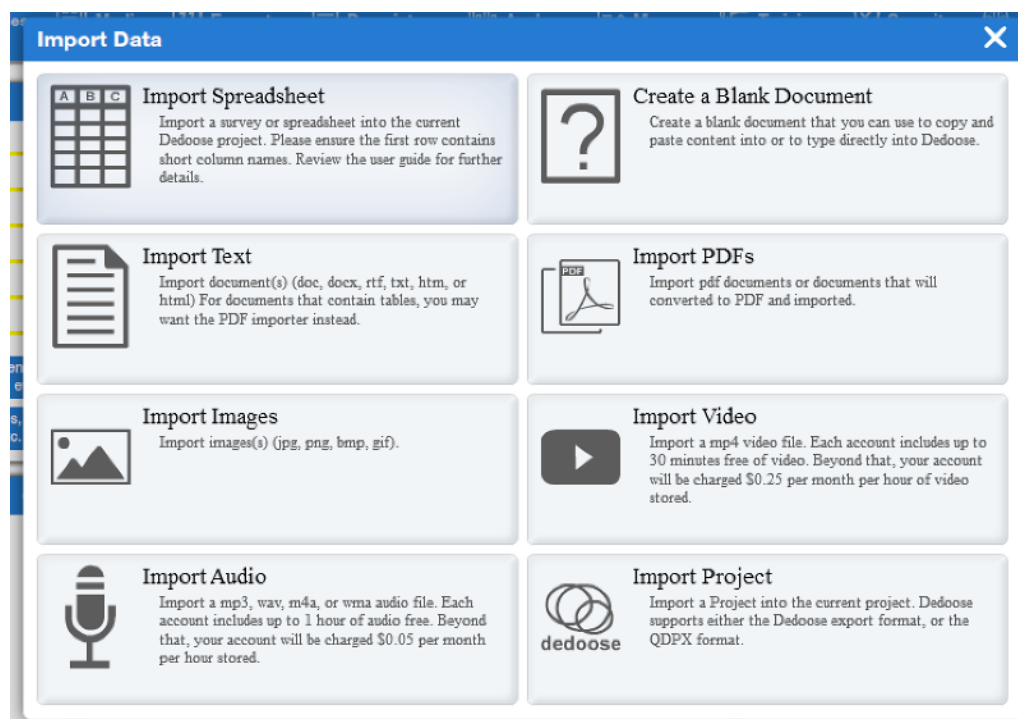 Import Data
A B C
Import Spreadsheet
Import a survey or spreadsheet into the current
Dedoose project. Please ensure the first row contains
short column names. Review the user guide for further
details.
Create a Blank Document
Create a blank document that you can use to copy and
paste content into or to type directly into Dedoose.
Import Text
Import document(s) (doc, docx, rtf, txt, htm, or
html) For documents that contain tables, you may
want the PDF importer instead.
PDF
Import PDFs
Import pdf documents or documents that will
converted to PDF and imported.
Import Images
Import images(s) (jpg, png, bmp, gif).
Import Video
Import a mp4 video file. Each account includes up to
30 minutes free of video. Beyond that, your account
will be charged $0.25 per month per hour of video
stored.
Import Audio
Import a mp3, wav, m4a, or wma audio file. Each
account includes up to 1 hour of audio free. Beyond
that, your account will be charged $0.05 per month
per hour stored.
dedoose
Import Project
Import a Project into the current project. Dedoose
supports either the Dedoose export format, or the
QDPX format.